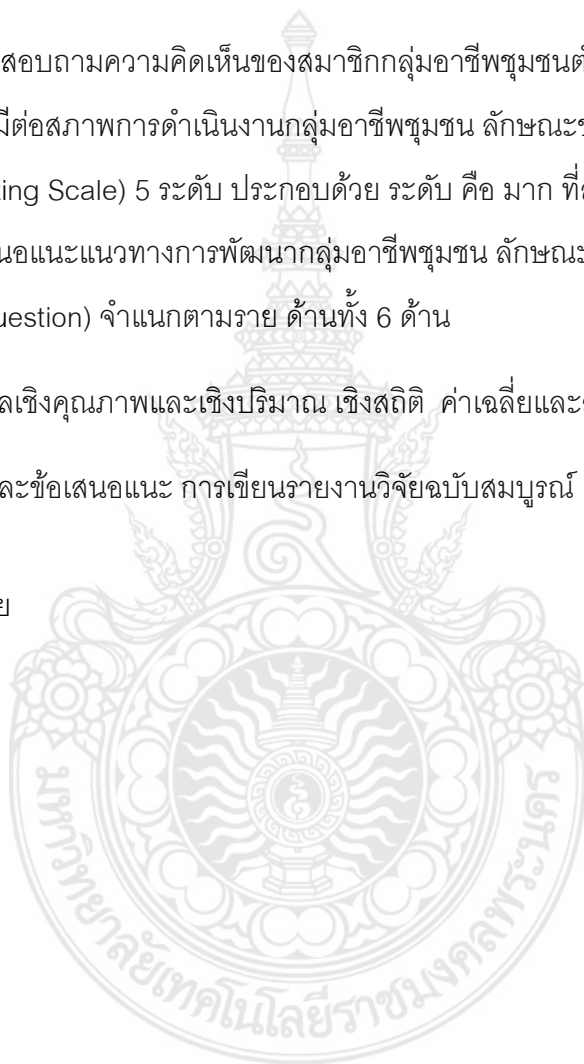 สอบถามความคิดเห็นของสมาชิกกลุ่มอาชีพชุมชน
มีต่อสภาพการดำเนินงานกลุ่มอาชีพชุมชน ลักษณะ
ting Scale) 5 ระดับ ประกอบด้วย ระดับ คือ มาก
นอแนะแนวทางการพัฒนากลุ่มอาชีพชุมชน ลักษณะ
uestion) จำแนกตามราย ด้านทั้ง 6 ด้าน
ลเชิงคุณภาพและเชิงปริมาณ เชิงสถิติ ค่าเฉลี่ยและ
ละข้อเสนอแนะ การเขียนรายงานวิจัยฉบับสมบูรณ์
ย
มหาวิทยาลัยเทคโนโลยีราชมงคลพระนคร